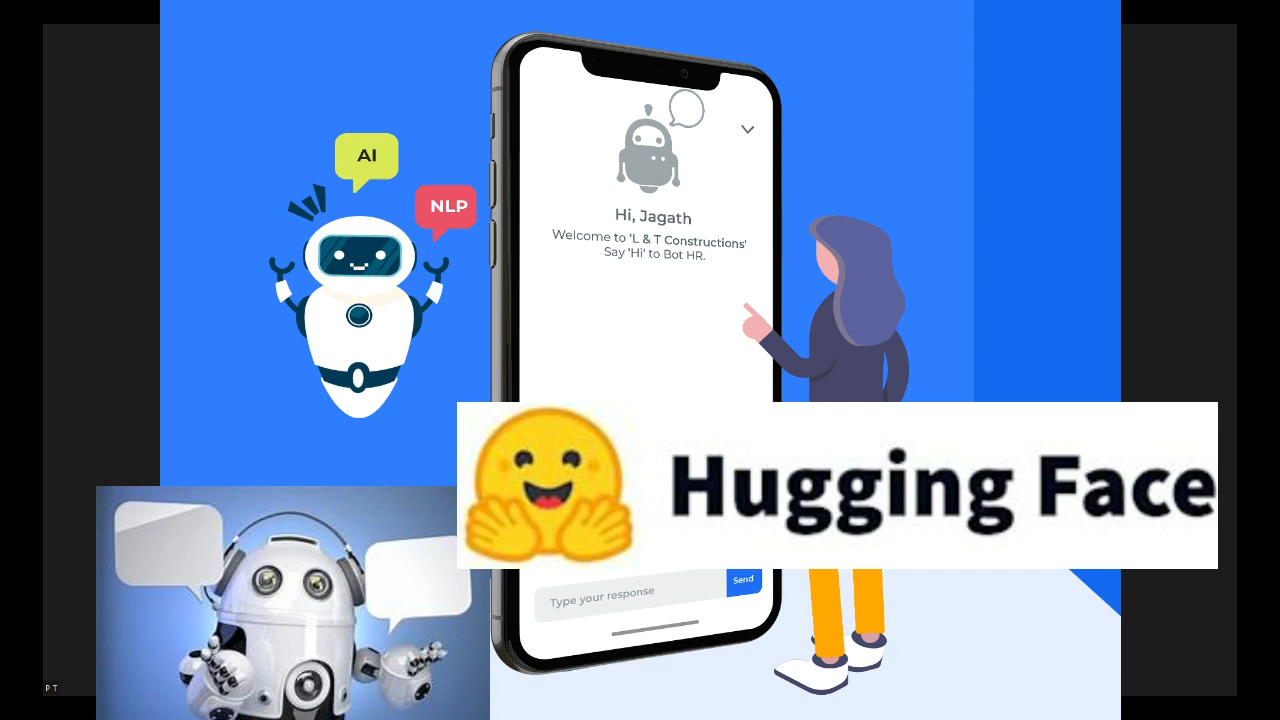 AI
NLP
Hi, Jagath
Welcome to 'L & T Constructions'
Say 'Hi' to Bot HR.
Hugging Face
Type your response
Send
P T